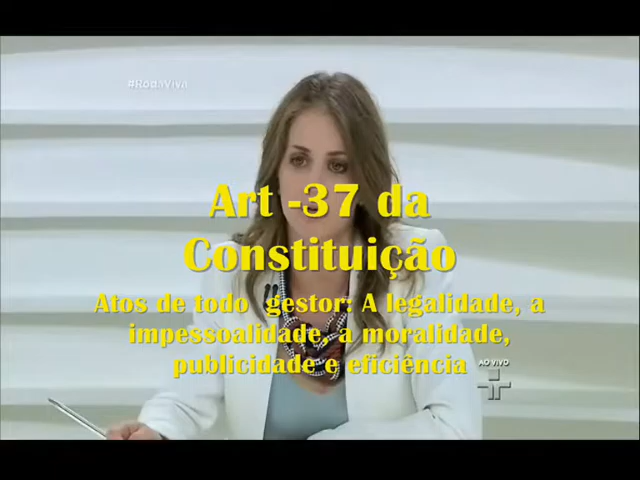 #RodaViva
Art -37 da
Constituição
Atos de todo gestor: A legalidade, a
impessoalidade, a moralidade,
publicidade e eficiência
AO VIVO